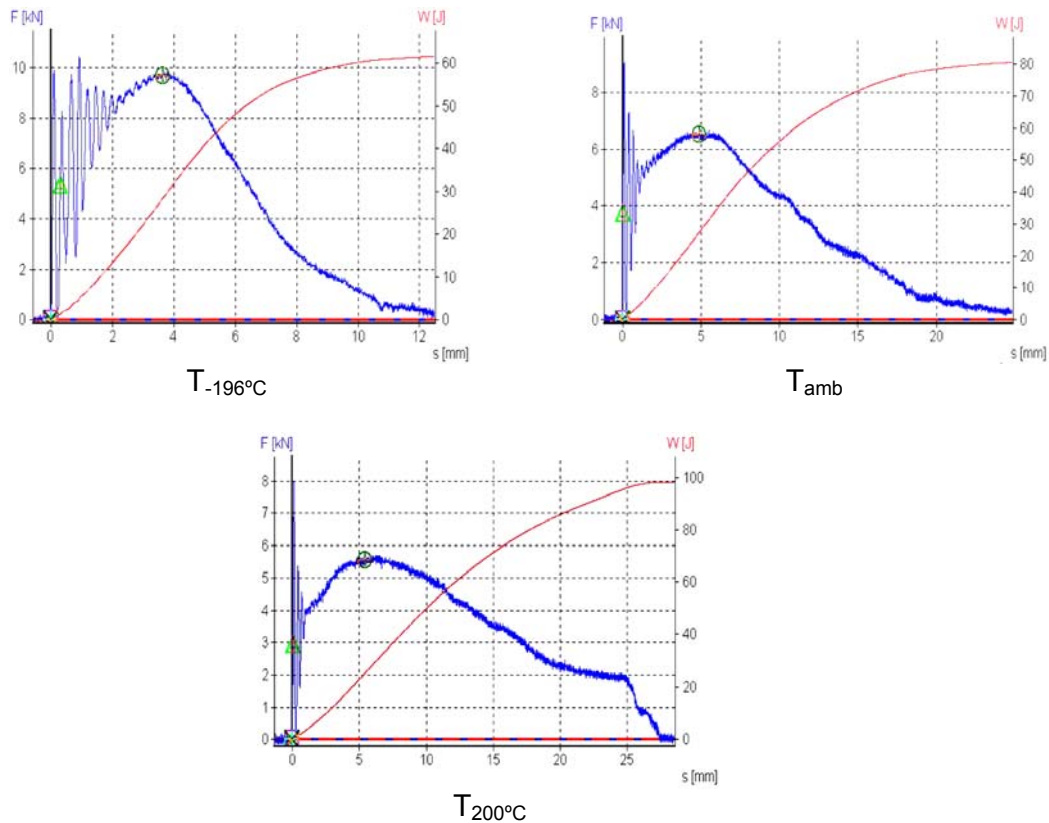 F [kN] W [J]
10 8 6 4 2 0
60 50 40 30 20 10 0
0 2 4 6 8 10 12
s [mm]
T-196ºC
F [kN] W [J]
8 6 4 2 0
80 70 60 50 40 30 20 10 0
0 5 10 15 20
s [mm]
Tamb
F [kN] W [J]
8 7 6 5 4 3 2 1 0
100 80 60 40 20 0
0 5 10 15 20 25
s [mm]
T200ºC